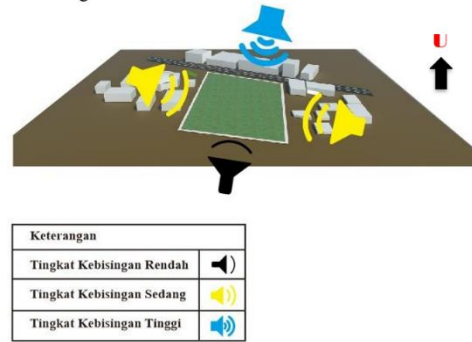 U
Keterangan
Tingkat Kebisingan Rendah
Tingkat Kebisingan Sedang
Tingkat Kebisingan Tinggi